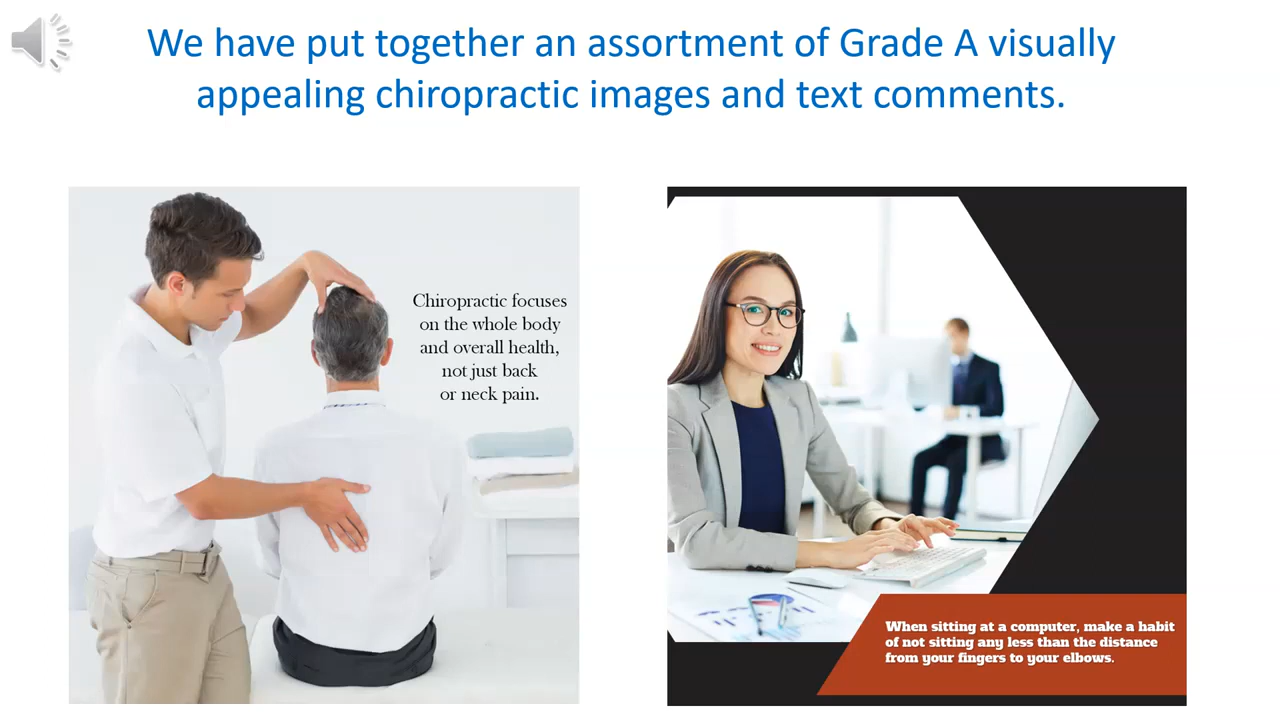 We have put together an assortment of Grade A visually
appealing chiropractic images and text comments.
Chiropractic focuses
on the whole body
and overall health,
not just back
or neck pain.
When sitting at a computer, make a habit
of not sitting any less than the distance
from your fingers to your elbows.